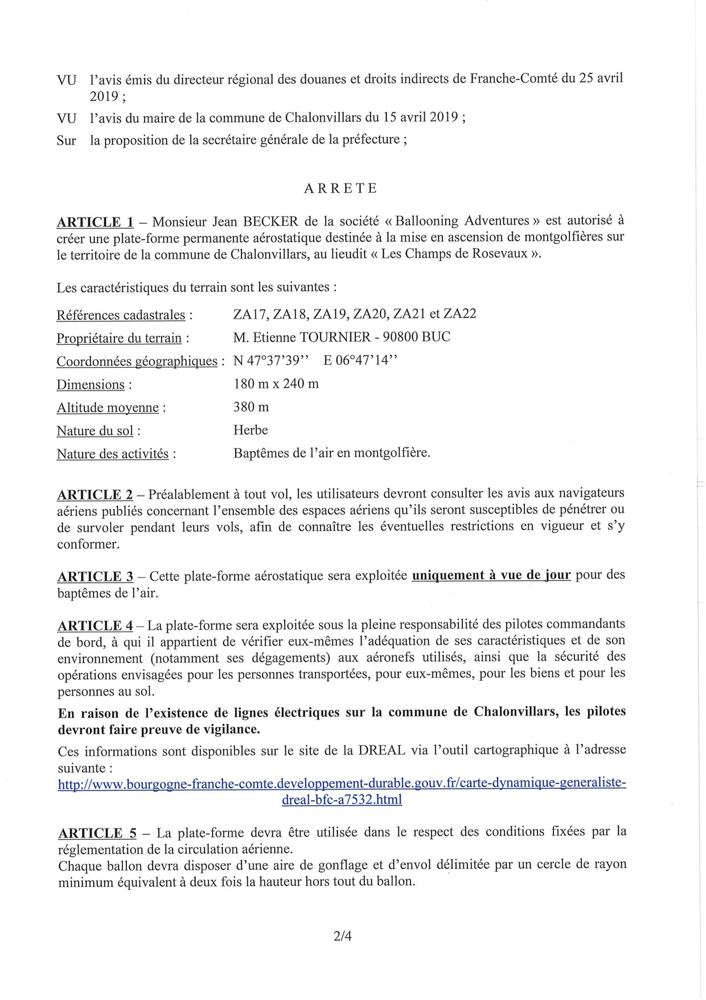 VU l’avis émis du directeur régional des douanes et droits indirects de Franche-Comté du 25 avril
2019 ;
VU l’avis du maire de la commune de Chalonvillars du 15 avril 2019 ;
Sur la proposition de la secrétaire générale de la préfecture ;
A R R E T E
ARTICLE 1 – Monsieur Jean BECKER de la société « Ballooning Adventures » est autorisé à
créer une plate-forme permanente aérostatique destinée à la mise en ascension de montgolfières sur
le territoire de la commune de Chalonvillars, au lieudit « Les Champs de Rosevaux ».
Les caractéristiques du terrain sont les suivantes :
Références cadastrales : ZA17, ZA18, ZA19, ZA20, ZA21 et ZA22
Propriétaire du terrain : M. Etienne TOURNIER - 90800 BUC
Coordonnées géographiques : N 47°37’39’’ E 06°47’14’’
Dimensions : 180 m x 240 m
Altitude moyenne : 380 m
Nature du sol : Herbe
Nature des activités : Baptêmes de l’air en montgolfière.
ARTICLE 2 – Préalablement à tout vol, les utilisateurs devront consulter les avis aux navigateurs
aériens publiés concernant l’ensemble des espaces aériens qu’ils seront susceptibles de pénétrer ou
de survoler pendant leurs vols, afin de connaître les éventuelles restrictions en vigueur et s’y
conformer.
ARTICLE 3 – Cette plate-forme aérostatique sera exploitée uniquement à vue de jour pour des
baptêmes de l’air.
ARTICLE 4 – La plate-forme sera exploitée sous la pleine responsabilité des pilotes commandants
de bord, à qui il appartient de vérifier eux-mêmes l’adéquation de ses caractéristiques et de son
environnement (notamment ses dégagements) aux aéronefs utilisés, ainsi que la sécurité des
opérations envisagées pour les personnes transportées, pour eux-mêmes, pour les biens et pour les
personnes au sol.
En raison de l’existence de lignes électriques sur la commune de Chalonvillars, les pilotes
devront faire preuve de vigilance.
Ces informations sont disponibles sur le site de la DREAL via l’outil cartographique à l’adresse
suivante :
http://www.bourgogne-franche-comte.developpement-durable.gouv.fr/carte-dynamique-generaliste-
dreal-bfc-a7532.html
ARTICLE 5 – La plate-forme devra être utilisée dans le respect des conditions fixées par la
réglementation de la circulation aérienne.
Chaque ballon devra disposer d’une aire de gonflage et d’envol délimitée par un cercle de rayon
minimum équivalent à deux fois la hauteur hors tout du ballon.
2/4